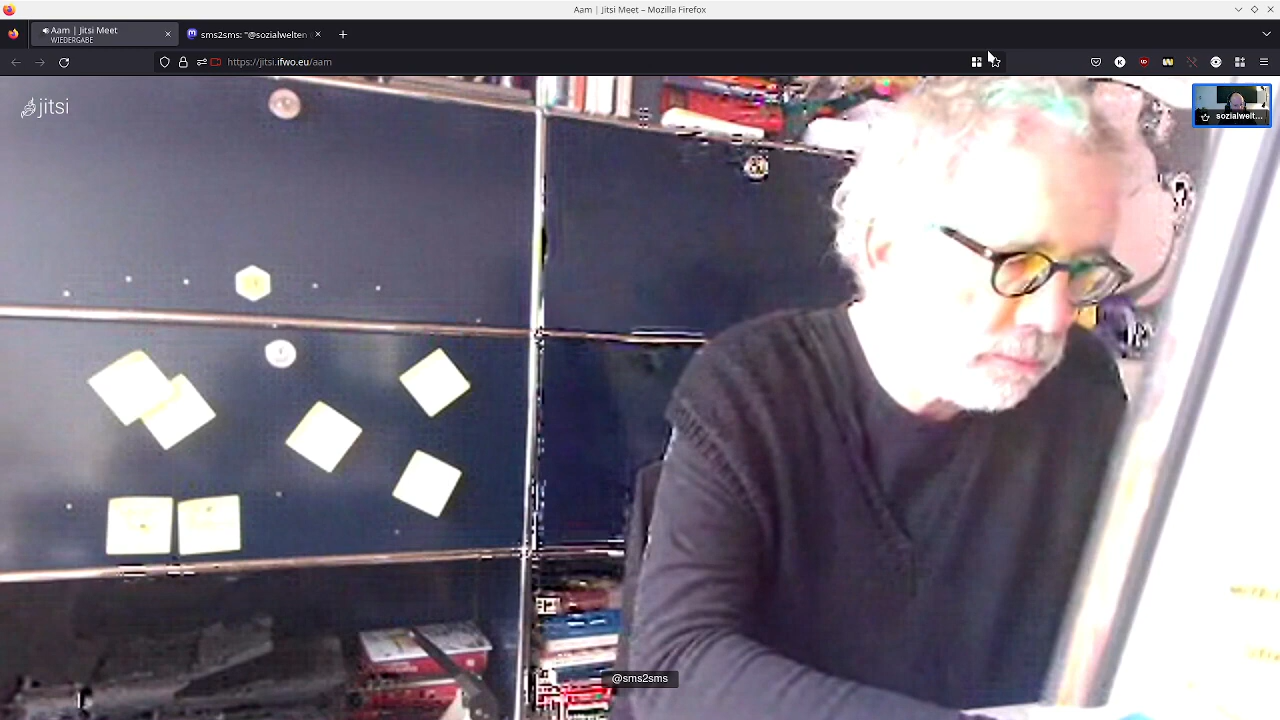 Aam | Jitsi Meet – Mozilla Firefox
Aam | Jitsi Meet
WIEDERGABE
sms2sms: "@sozialwelten
https://jitsi.ifwo.eu/aam
jitsi
sozialwelt...
@sms2sms